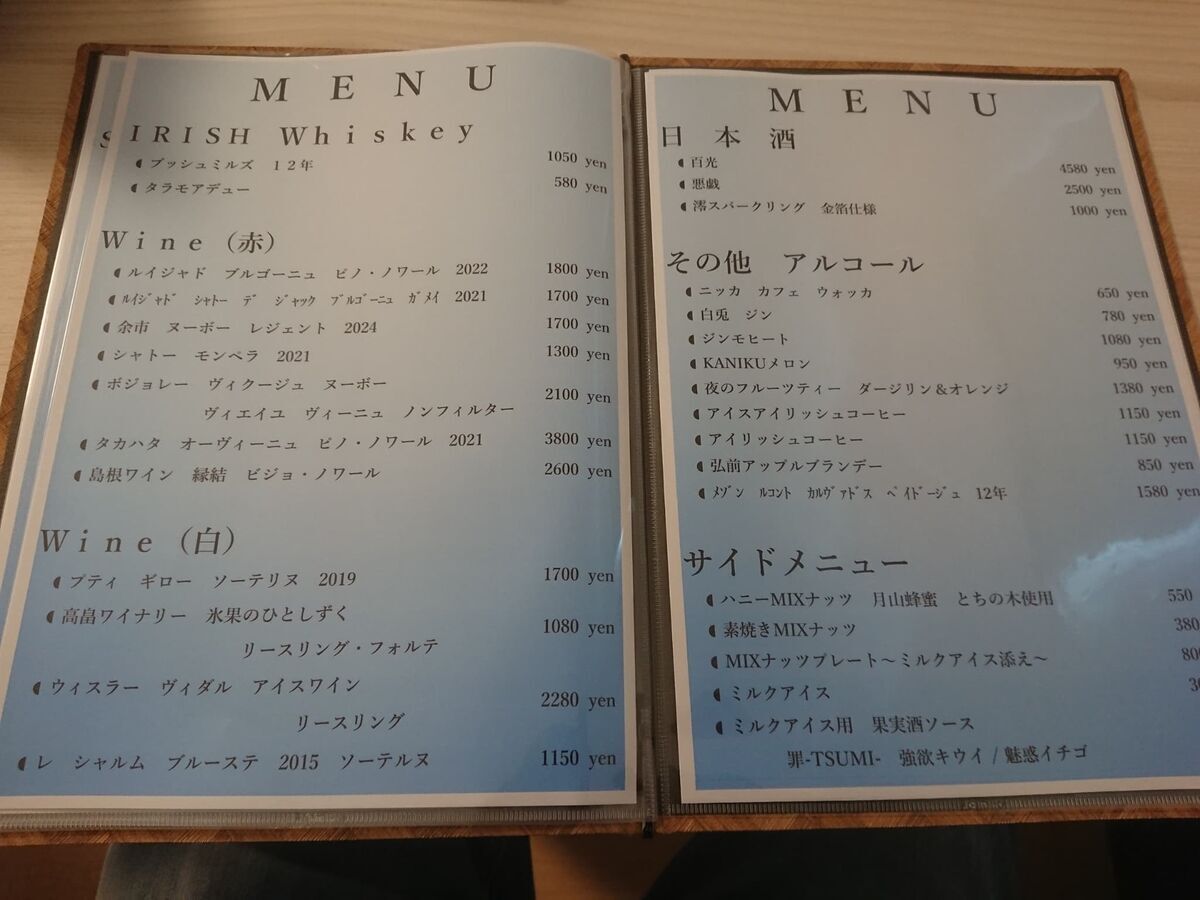 MENU
IRISH Whiskey
ブッシュミルズ　12年 1050 yen
タラモアデュー 580 yen
Wine（赤）
ルイジャド　ブルゴーニュ　ピノ・ノワール　2022 1800 yen
ﾙｲｼﾞｬﾄﾞ　ｼｬﾄー　ﾃﾞ　ｼﾞｬｯｸ　ﾌﾞﾙｺﾞｰﾆｭ　ｶﾞﾒｲ　2021 1700 yen
余市　ヌーボー　レジェント　2024 1700 yen
シャトー　モンペラ　2021 1300 yen
ボジョレー　ヴィクージュ　ヌーボー
ヴィエイユ　ヴィーニュ　ノンフィルター 2100 yen
タカハタ　オーヴィーニュ　ピノ・ノワール　2021 3800 yen
島根ワイン　縁結　ビジョ・ノワール 2600 yen
Wine（白）
プティ　ギロー　ソーテリヌ　2019 1700 yen
高畠ワイナリー　氷果のひとしずく
リースリング・フォルテ 1080 yen
ウィスラー　ヴィダル　アイスワイン
リースリング 2280 yen
レ　シャルム　ブルーステ　2015　ソーテルヌ 1150 yen
MENU
日本酒
百光 4580 yen
悪戯 2500 yen
澪スパークリング　金箔仕様 1000 yen
その他　アルコール
ニッカ　カフェ　ウォッカ 650 yen
白兎　ジン 780 yen
ジンモヒート 1080 yen
KANIKUメロン 950 yen
夜のフルーツティー　ダージリン＆オレンジ 1380 yen
アイスアイリッシュコーヒー 1150 yen
アイリッシュコーヒー 1150 yen
弘前アップルブランデー 850 yen
ﾒｿﾞﾝ　ﾙｺﾝﾄ　ｶﾙｳﾞｧﾄﾞｽ　ﾍﾟｲﾄﾞｰｼﾞｭ　12年 1580 yen
サイドメニュー
ハニーMIXナッツ　月山蜂蜜　とちの木使用 550
素焼きMIXナッツ 380
MIXナッツプレート～ミルクアイス添え～ 800
ミルクアイス
ミルクアイス用　果実酒ソース
罪-TSUMI-　強欲キウイ / 魅惑イチゴ